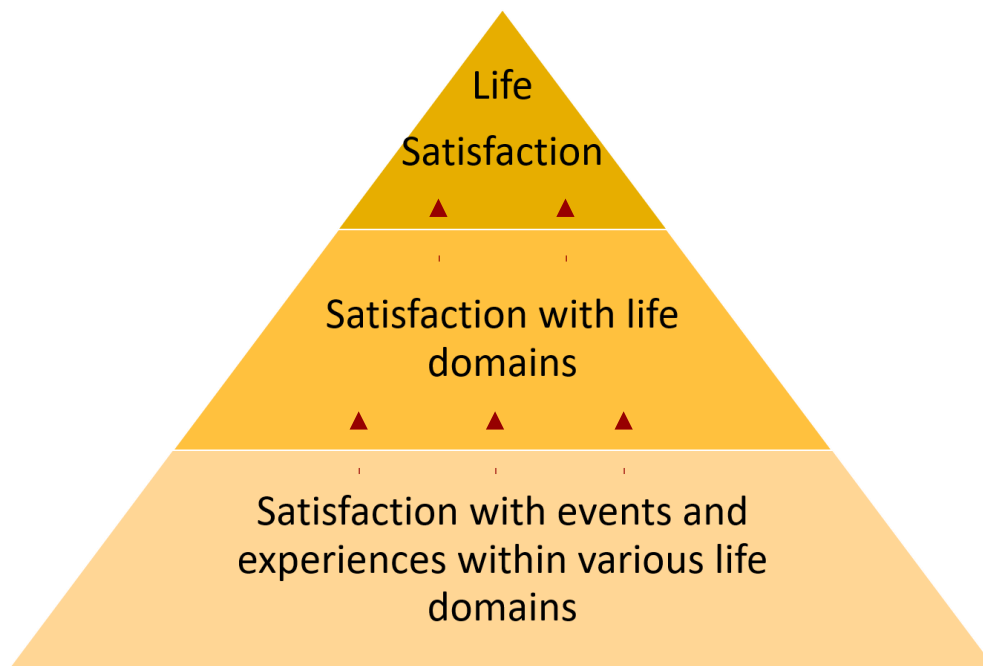 Life
Satisfaction
Satisfaction with life
domains
Satisfaction with events and
experiences within various life
domains